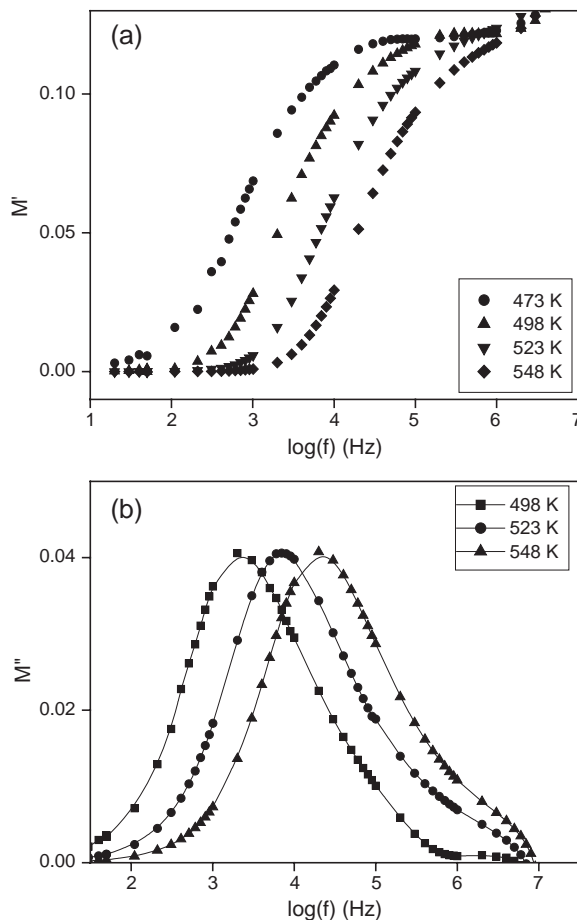 (a)
0.10
0.05
0.00
M'
473 K
498 K
523 K
548 K
1 2 3 4 5 6 7
log(f) (Hz)
(b)
498 K
523 K
548 K
0.04
0.02
0.00
M"
2 3 4 5 6 7
log(f) (Hz)